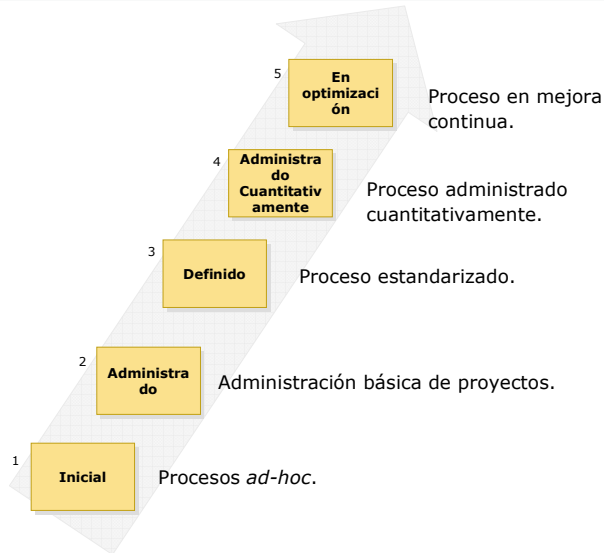 5
En
optimizaci
ón
Proceso en mejora
continua.
4
Administra
do
Cuantitativ
amente
Proceso administrado
cuantitativamente.
3
Definido
Proceso estandarizado.
2
Administra
do
Administración básica de proyectos.
1
Inicial
Procesos ad-hoc.